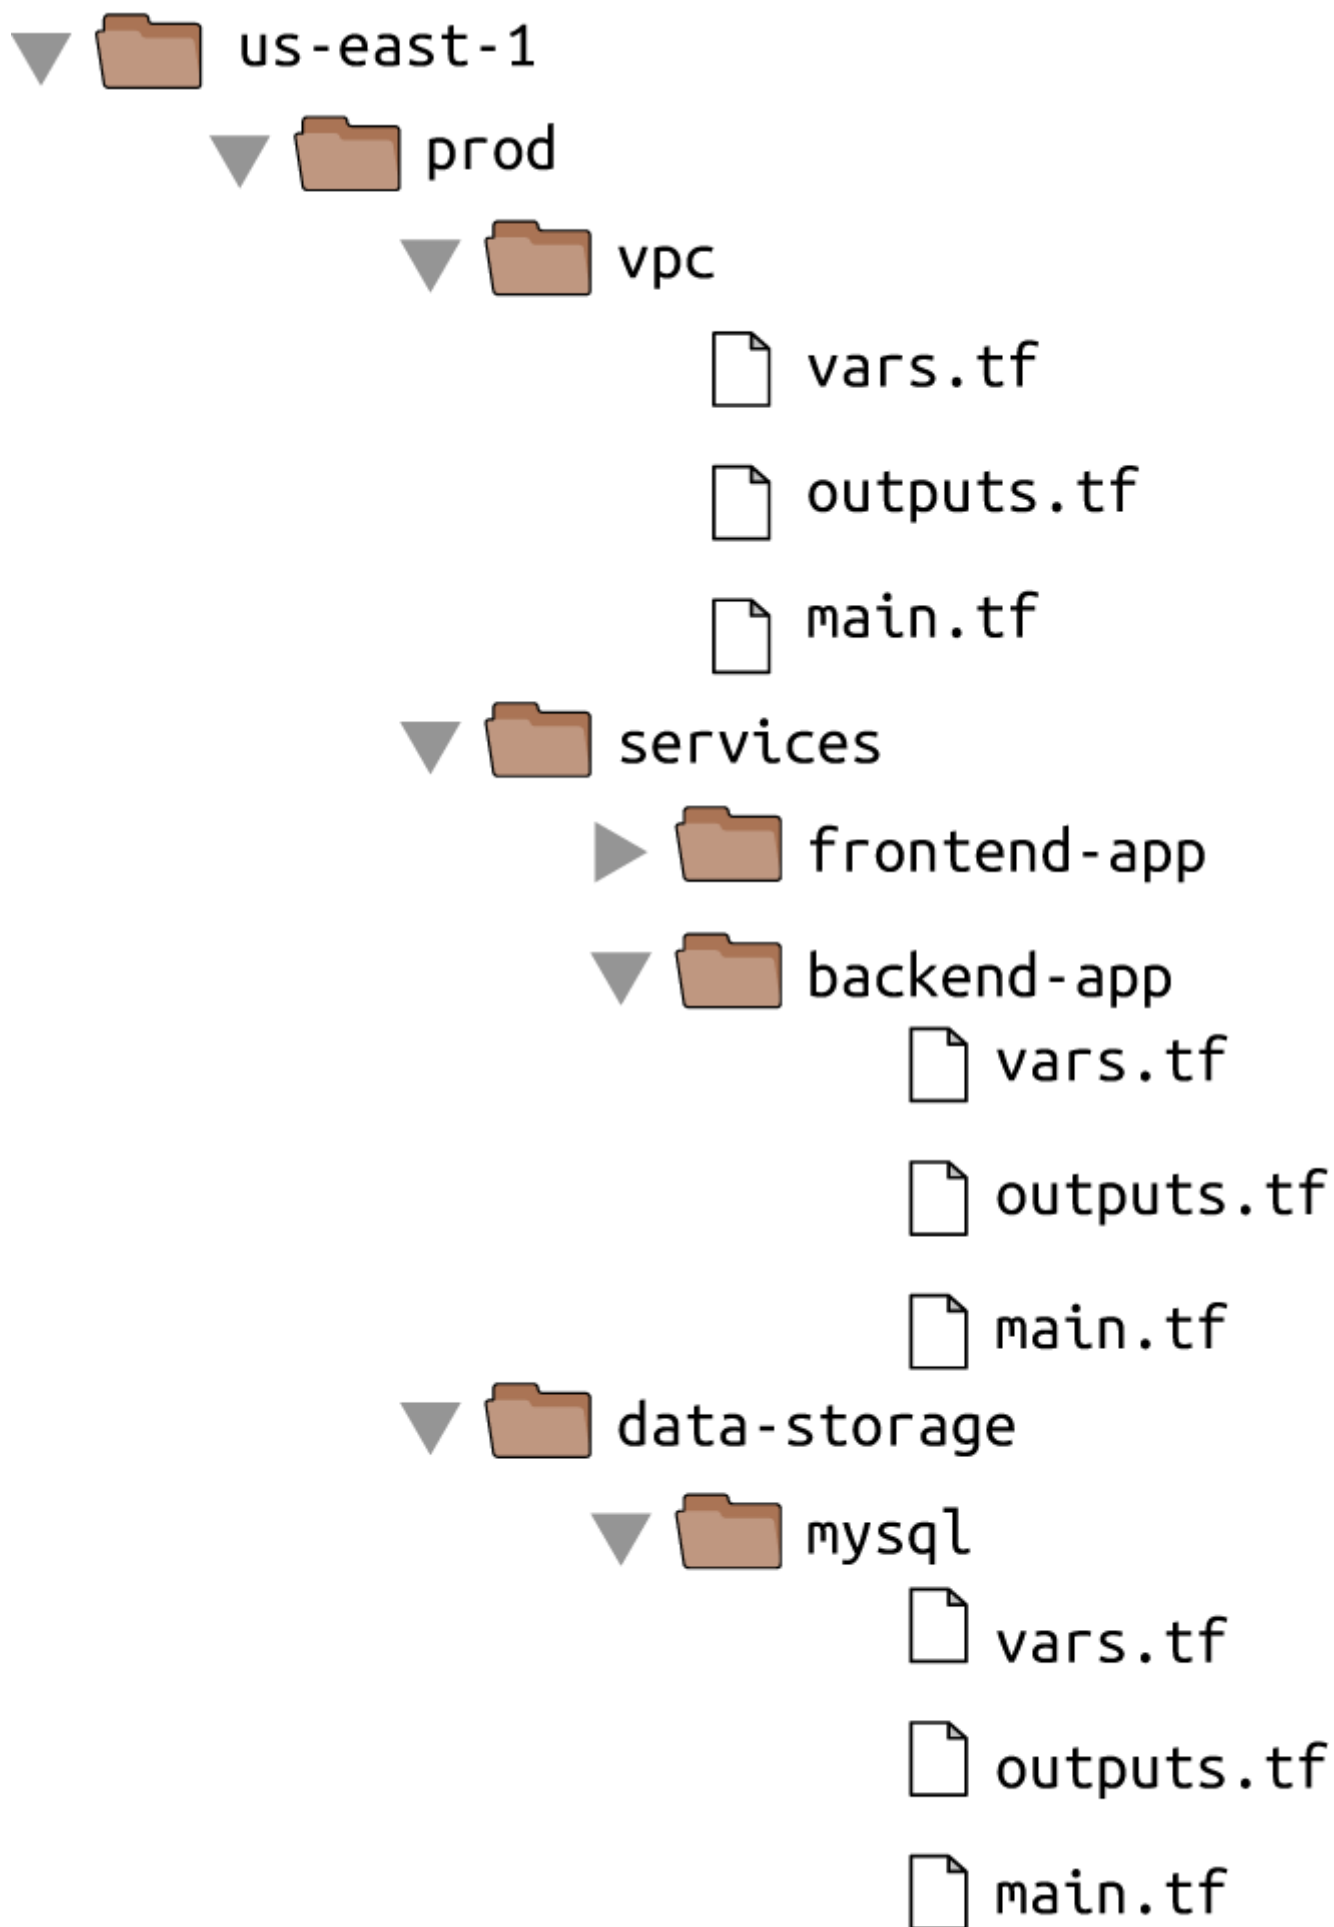 us-east-1
prod
vpc
vars.tf
outputs.tf
main.tf
services
frontend-app
backend-app
vars.tf
outputs.tf
main.tf
data-storage
mysql
vars.tf
outputs.tf
main.tf